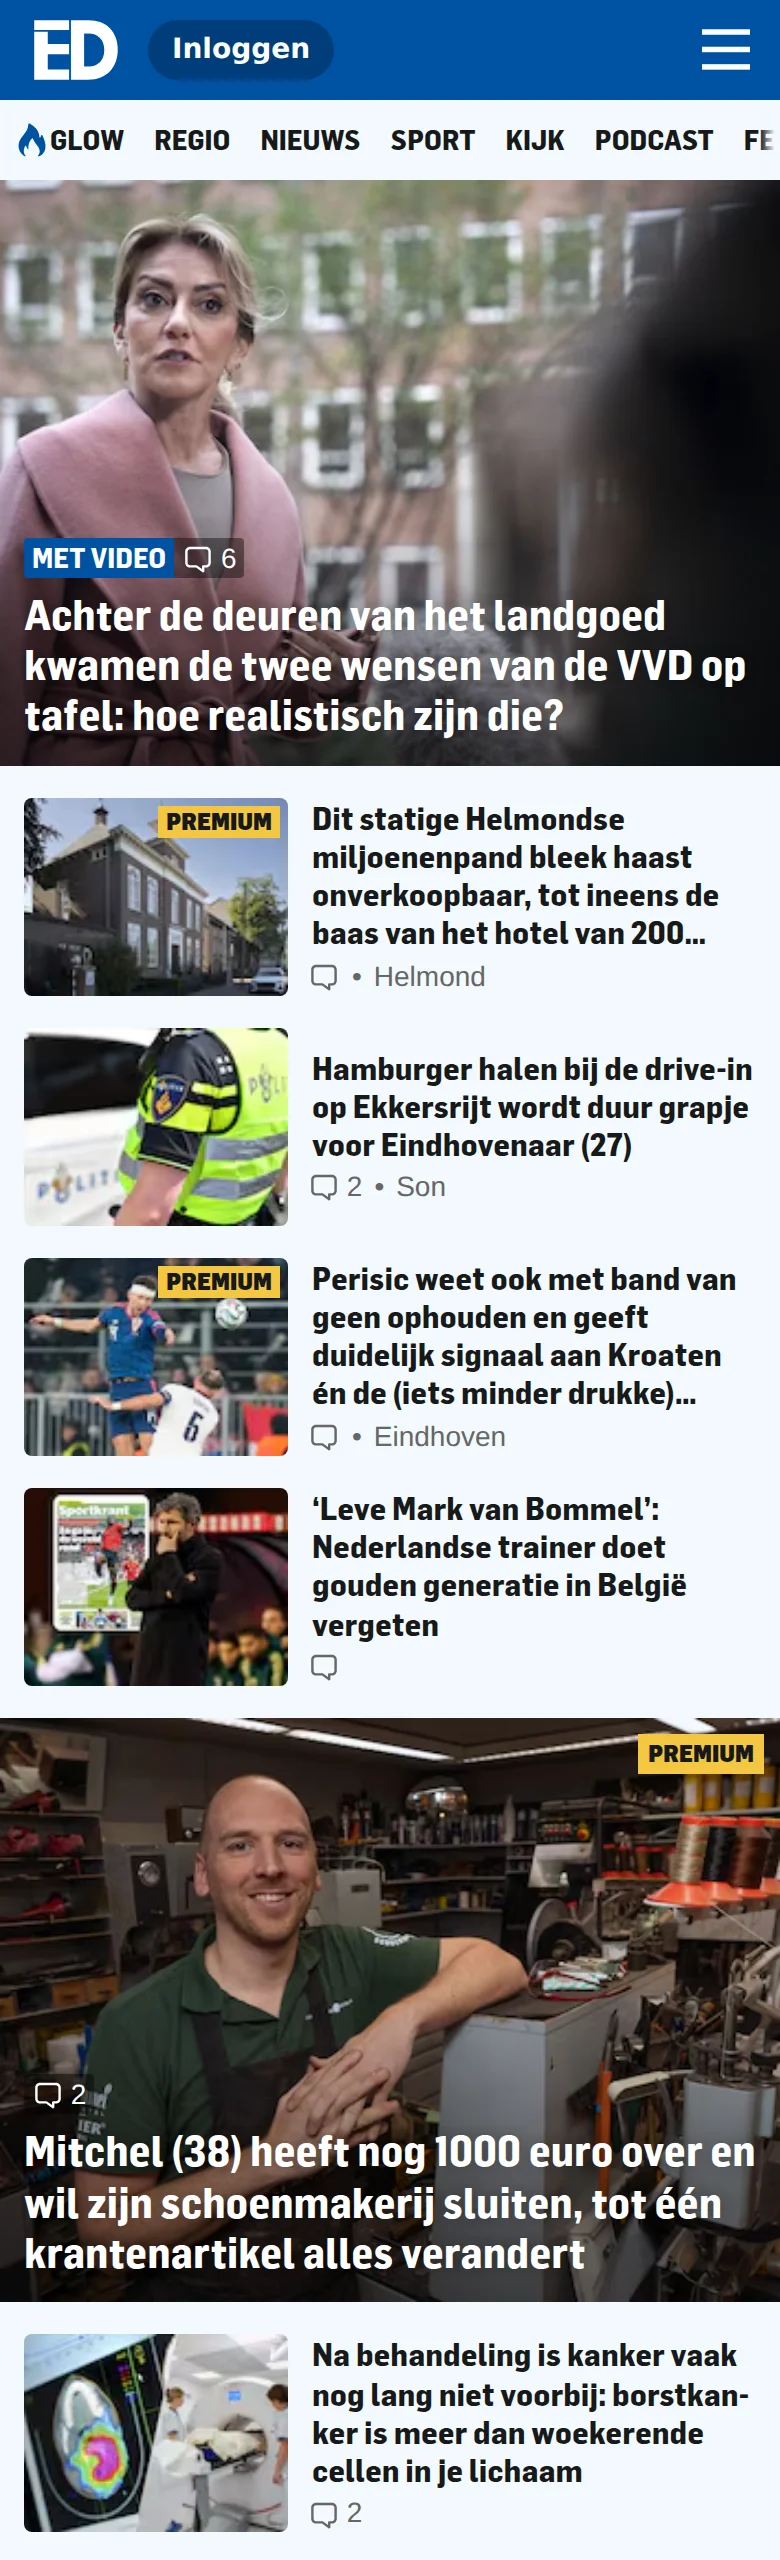 ED
Inloggen
GLOW REGIO NIEUWS SPORT KIJK PODCAST FE
MET VIDEO 6
Achter de deuren van het landgoed
kwamen de twee wensen van de VVD op
tafel: hoe realistisch zijn die?
PREMIUM
Dit statige Helmondse
miljoenenpand bleek haast
onverkoopbaar, tot ineens de
baas van het hotel van 200...
• Helmond
POLITI
Hamburger halen bij de drive-in
op Ekkersrijt wordt duur grapje
voor Eindhovenaar (27)
2 • Son
PREMIUM
6
Perisic weet ook met band van
geen ophouden en geeft
duidelijk signaal aan Kroaten
én de (iets minder drukke)...
• Eindhoven
Sportkrant
‘Leve Mark van Bommel’:
Nederlandse trainer doet
gouden generatie in België
vergeten
PREMIUM
2
Mitchel (38) heeft nog 1000 euro over en
wil zijn schoenmakerij sluiten, tot één
krantenartikel alles verandert
Na behandeling is kanker vaak
nog lang niet voorbij: borstkan-
ker is meer dan woekerende
cellen in je lichaam
2